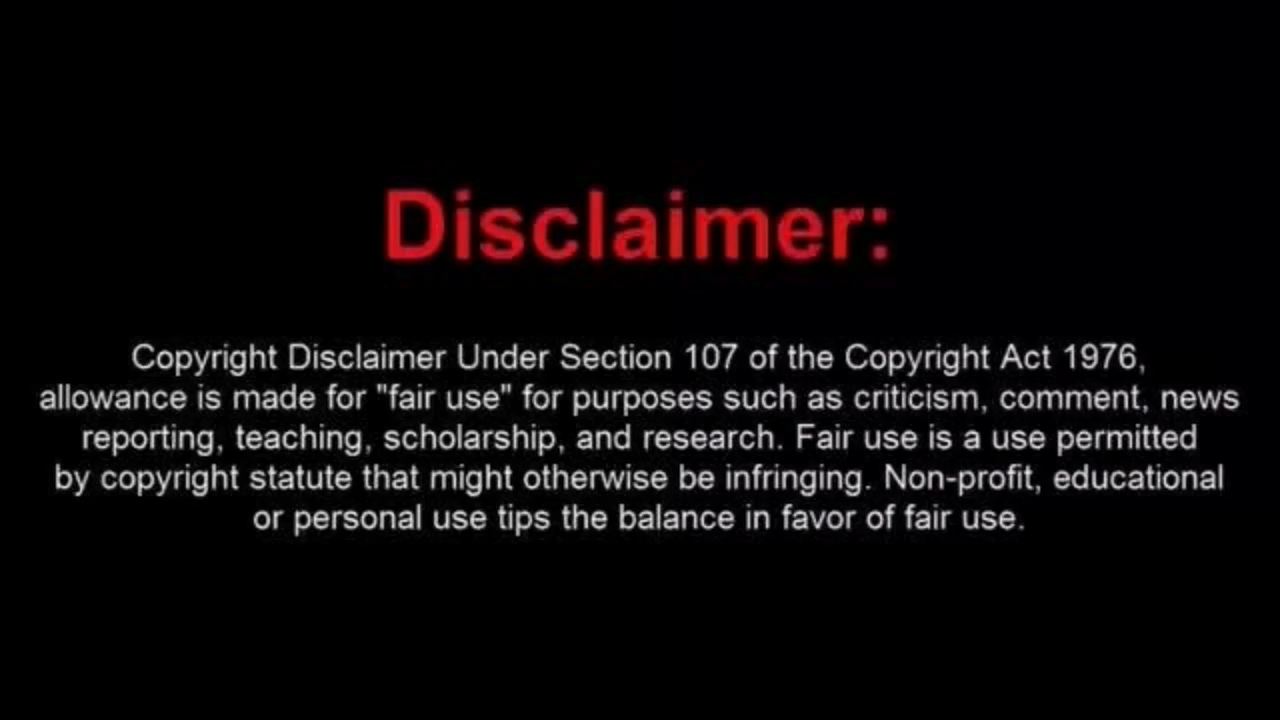 Disclaimer:
Copyright Disclaimer Under Section 107 of the Copyright Act 1976,
allowance is made for "fair use" for purposes such as criticism, comment, news
reporting, teaching, scholarship, and research. Fair use is a use permitted
by copyright statute that might otherwise be infringing. Non-profit, educational
or personal use tips the balance in favor of fair use.